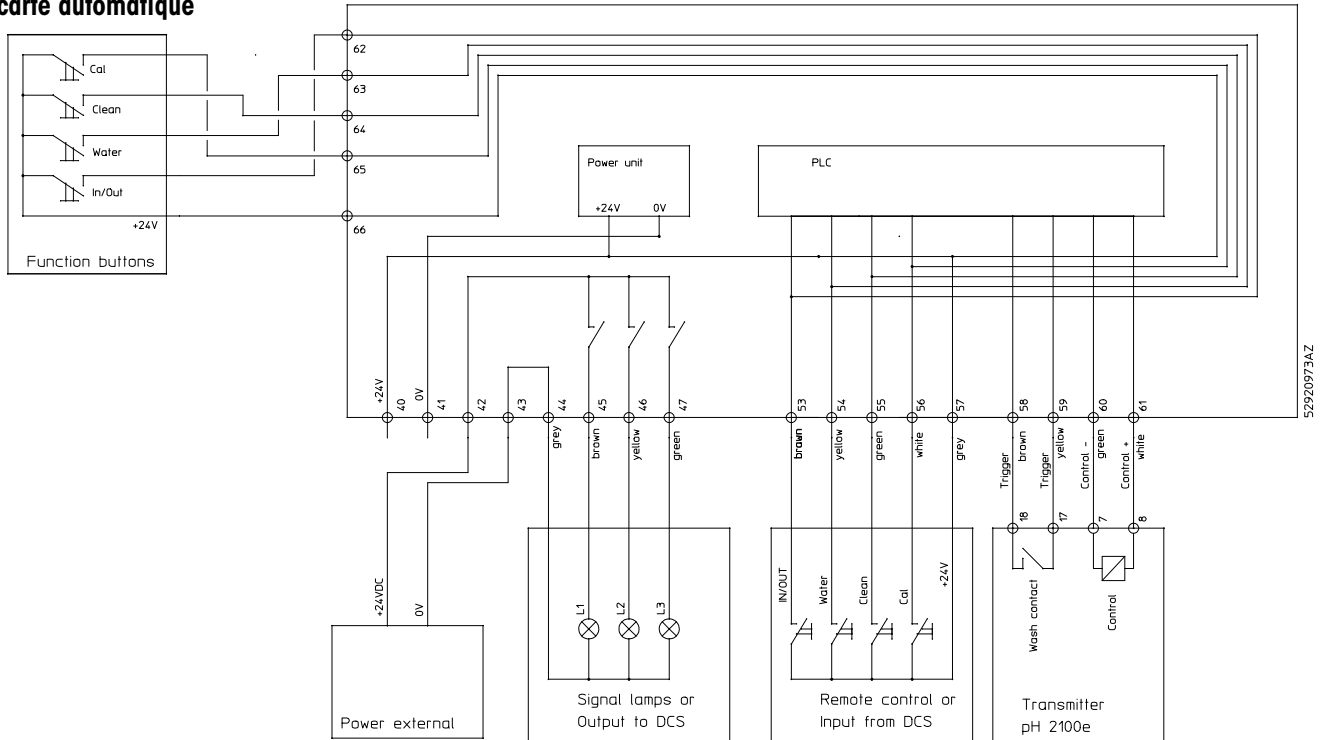 carte automatique
62
63
64
65
66
Cal
Clean
Water
In/Out
+24V
Function buttons
Power unit
+24V 0V
PLC
+24V
0V
40
41
42
43
44
45
46
47
53
54
55
56
57
58
59
60
61
grey
brown
yellow
green
brown
yellow
green
white
grey
Trigger
brown
Trigger
yellow
Control -
green
Control +
white
18
17
7
8
+24VDC
0V
Power external
L1
L2
L3
Signal lamps or
Output to DCS
IN/OUT
Water
Clean
Cal
+24V
Remote control or
Input from DCS
Wash contact
Control
Transmitter
pH 2100e
52920973AZ